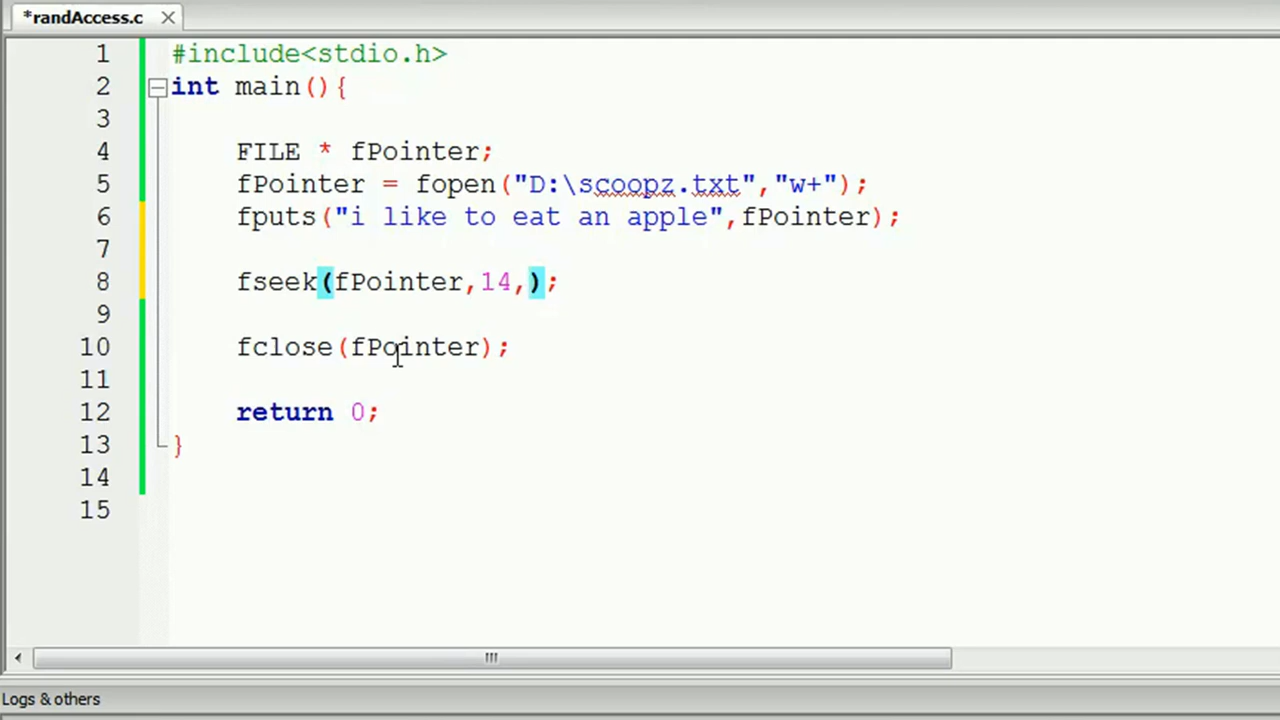 *randAccess.c
1 #include<stdio.h>
2 int main(){
3
4 FILE * fPointer;
5 fPointer = fopen("D:\scoopz.txt","w+");
6 fputs("i like to eat an apple",fPointer);
7
8 fseek(fPointer,14,);
9
10 fclose(fPointer);
11
12 return 0;
13 }
14
15
Logs & others